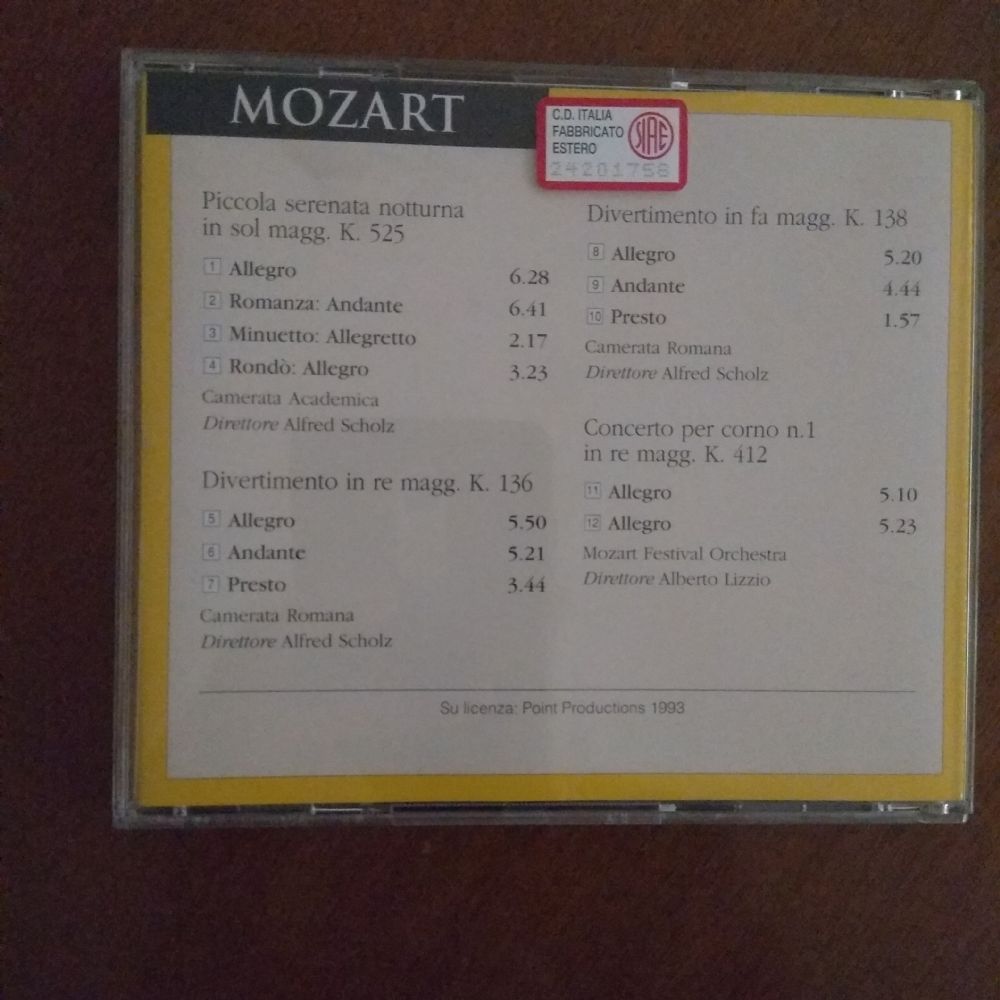 MOZART
C.D. ITALIA
FABBRICATO
ESTERO
SIAE
24201758
Piccola serenata notturna
in sol magg. K. 525
1 Allegro 6.28
2 Romanza: Andante 6.41
3 Minuetto: Allegretto 2.17
4 Rondò: Allegro 3.23
Camerata Academica
Direttore Alfred Scholz
Divertimento in re magg. K. 136
5 Allegro 5.50
6 Andante 5.21
7 Presto 3.44
Camerata Romana
Direttore Alfred Scholz
Divertimento in fa magg. K. 138
8 Allegro 5.20
9 Andante 4.44
10 Presto 1.57
Camerata Romana
Direttore Alfred Scholz
Concerto per corno n.1
in re magg. K. 412
11 Allegro 5.10
12 Allegro 5.23
Mozart Festival Orchestra
Direttore Alberto Lizzio
Su licenza: Point Productions 1993